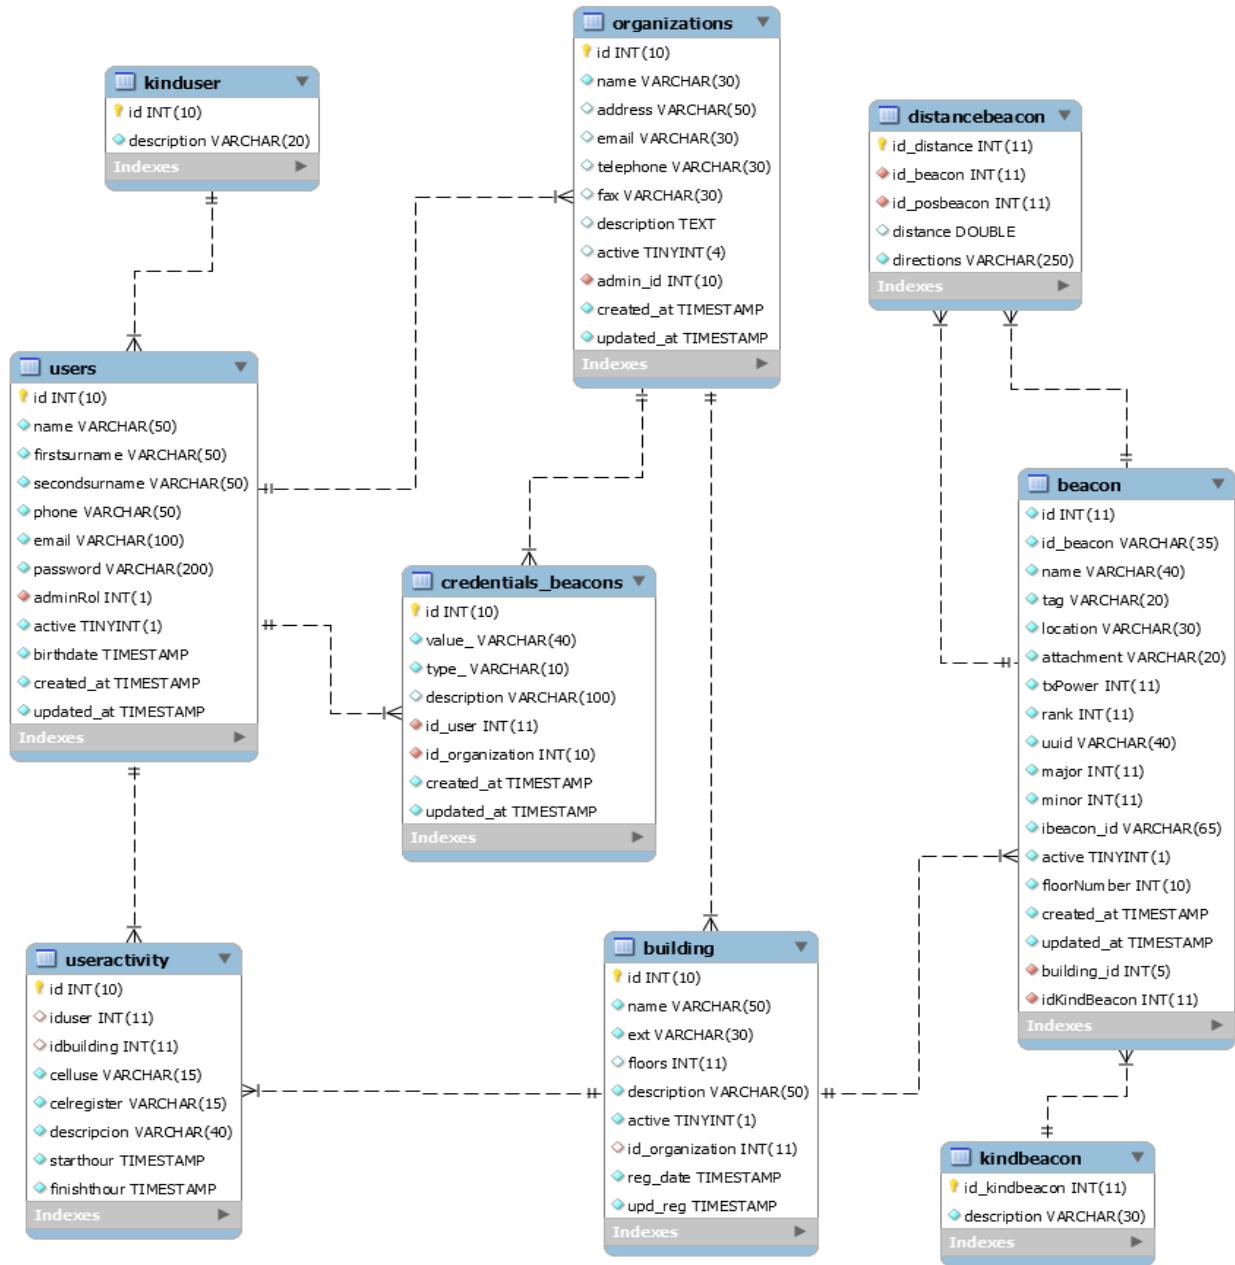 kinduser
id INT(10)
description VARCHAR(20)
Indexes
organizations
id INT(10)
name VARCHAR(30)
address VARCHAR(50)
email VARCHAR(30)
telephone VARCHAR(30)
fax VARCHAR(30)
description TEXT
active TINYINT(4)
admin_id INT(10)
created_at TIMESTAMP
updated_at TIMESTAMP
Indexes
distancebeacon
id_distance INT(11)
id_beacon INT(11)
id_posbeacon INT(11)
distance DOUBLE
directions VARCHAR(250)
Indexes
users
id INT(10)
name VARCHAR(50)
firstsurname VARCHAR(50)
secondsurname VARCHAR(50)
phone VARCHAR(50)
email VARCHAR(100)
password VARCHAR(200)
adminRol INT(1)
active TINYINT(1)
birthdate TIMESTAMP
created_at TIMESTAMP
updated_at TIMESTAMP
Indexes
credentials_beacons
id INT(10)
value_ VARCHAR(40)
type_ VARCHAR(10)
description VARCHAR(100)
id_user INT(11)
id_organization INT(10)
created_at TIMESTAMP
updated_at TIMESTAMP
Indexes
beacon
id INT(11)
id_beacon VARCHAR(35)
name VARCHAR(40)
tag VARCHAR(20)
location VARCHAR(30)
attachment VARCHAR(20)
txPower INT(11)
rank INT(11)
uuid VARCHAR(40)
major INT(11)
minor INT(11)
ibeacon_id VARCHAR(65)
active TINYINT(1)
floorNumber INT(10)
created_at TIMESTAMP
updated_at TIMESTAMP
building_id INT(5)
idKindBeacon INT(11)
Indexes
useractivity
id INT(10)
iduser INT(11)
idbuilding INT(11)
celluse VARCHAR(15)
celregister VARCHAR(15)
descripcion VARCHAR(40)
starthour TIMESTAMP
finishthour TIMESTAMP
Indexes
building
id INT(10)
name VARCHAR(50)
ext VARCHAR(30)
floors INT(11)
description VARCHAR(50)
active TINYINT(1)
id_organization INT(11)
reg_date TIMESTAMP
upd_reg TIMESTAMP
Indexes
kindbeacon
id_kindbeacon INT(11)
description VARCHAR(30)
Indexes